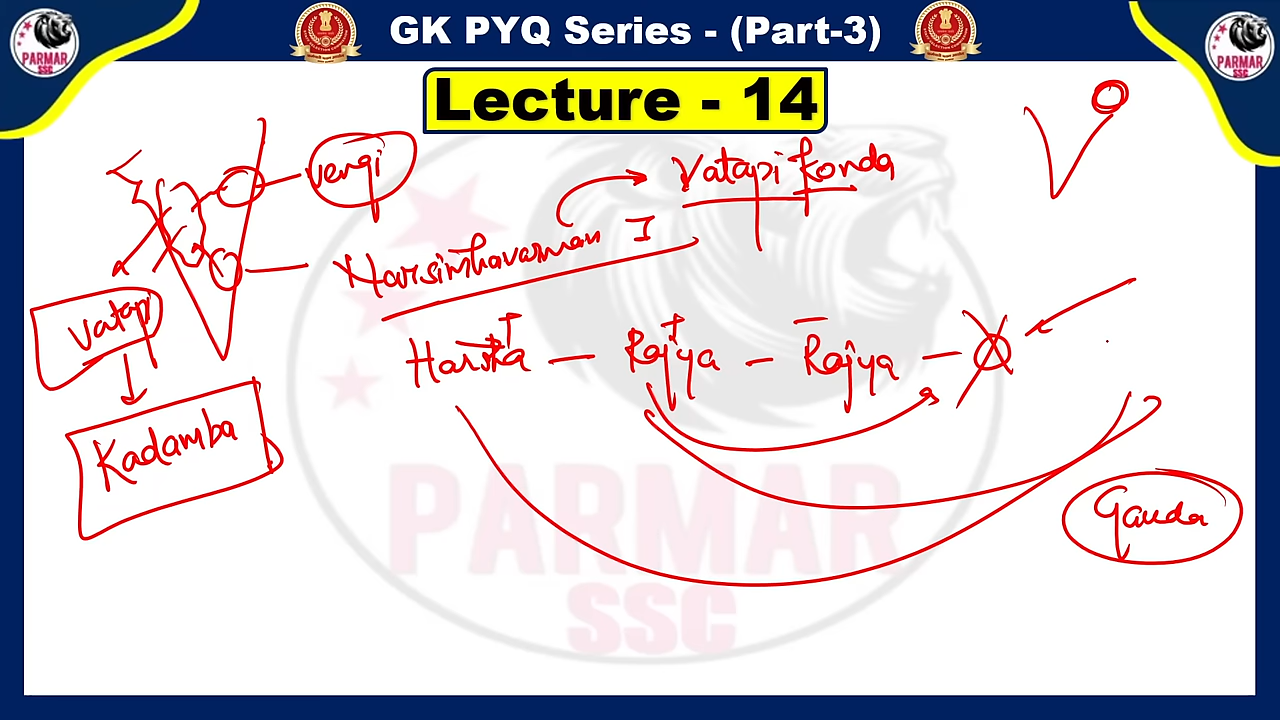 GK PYQ Series - (Part-3)
PARMAR
SSC
PARMAR
SSC
Lecture - 14
vengi
Vatapi Konda
Narsimhavarman I
Vatapi
Harsha — Rajya — Rajya —
Kadamba
Gauda
PARMAR
SSC